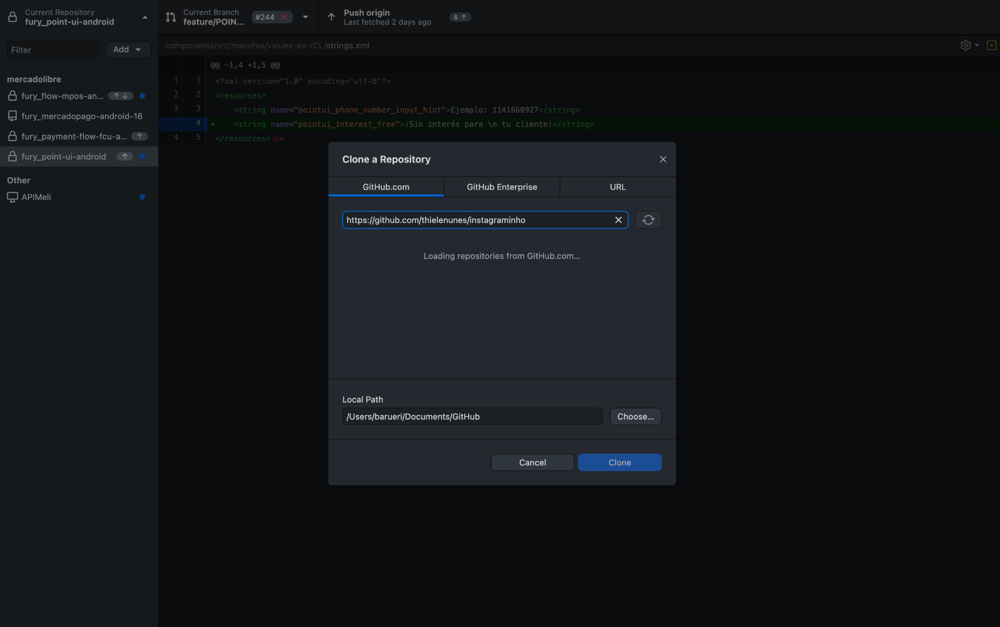 Current Repository
fury_point-ui-android
Current Branch
feature/POIN...
#244
Push origin
Last fetched 2 days ago
5
Filter
Add
mercadolibre
fury_flow-mpos-an...
fury_mercadopago-android-16
fury_payment-flow-fcu-a...
fury_point-ui-android
Other
APIMeli
components/src/main/res/values-es-rCL/strings.xml
@@ -1,4 +1,5 @@
1 1 <?xml version="1.0" encoding="utf-8"?>
2 2 <resources>
3 3 <string name="pointui_phone_number_input_hint">Ejemplo: 1141660927</string>
4 + <string name="pointui_interest_free">¡Sin interés para \n tu cliente!</string>
4 5 </resources>
Clone a Repository
GitHub.com
GitHub Enterprise
URL
https://github.com/thielenunes/instagraminho
Loading repositories from GitHub.com...
Local Path
/Users/barueri/Documents/GitHub
Choose...
Cancel
Clone